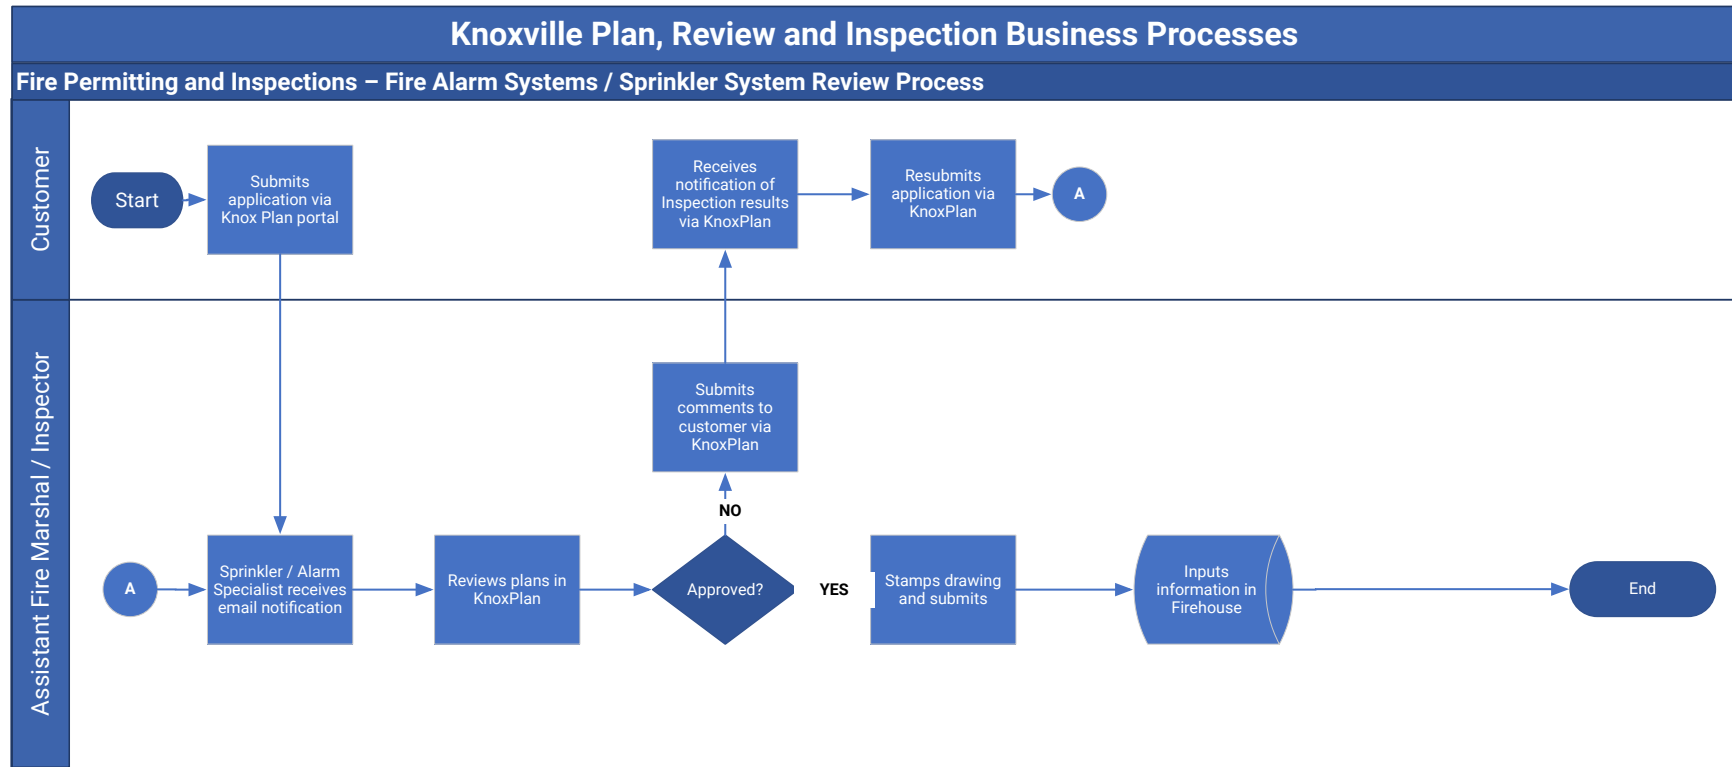 Knoxville Plan, Review and Inspection Business Processes
Fire Permitting and Inspections – Fire Alarm Systems / Sprinkler System Review Process
Customer
Start
Submits
application via
Knox Plan portal
Receives
notification of
Inspection results
via KnoxPlan
Resubmits
application via
KnoxPlan
A
Assistant Fire Marshal / Inspector
Submits
comments to
customer via
KnoxPlan
NO
A
Sprinkler / Alarm
Specialist receives
email notification
Reviews plans in
KnoxPlan
Approved?
YES
Stamps drawing
and submits
Inputs
information in
Firehouse
End